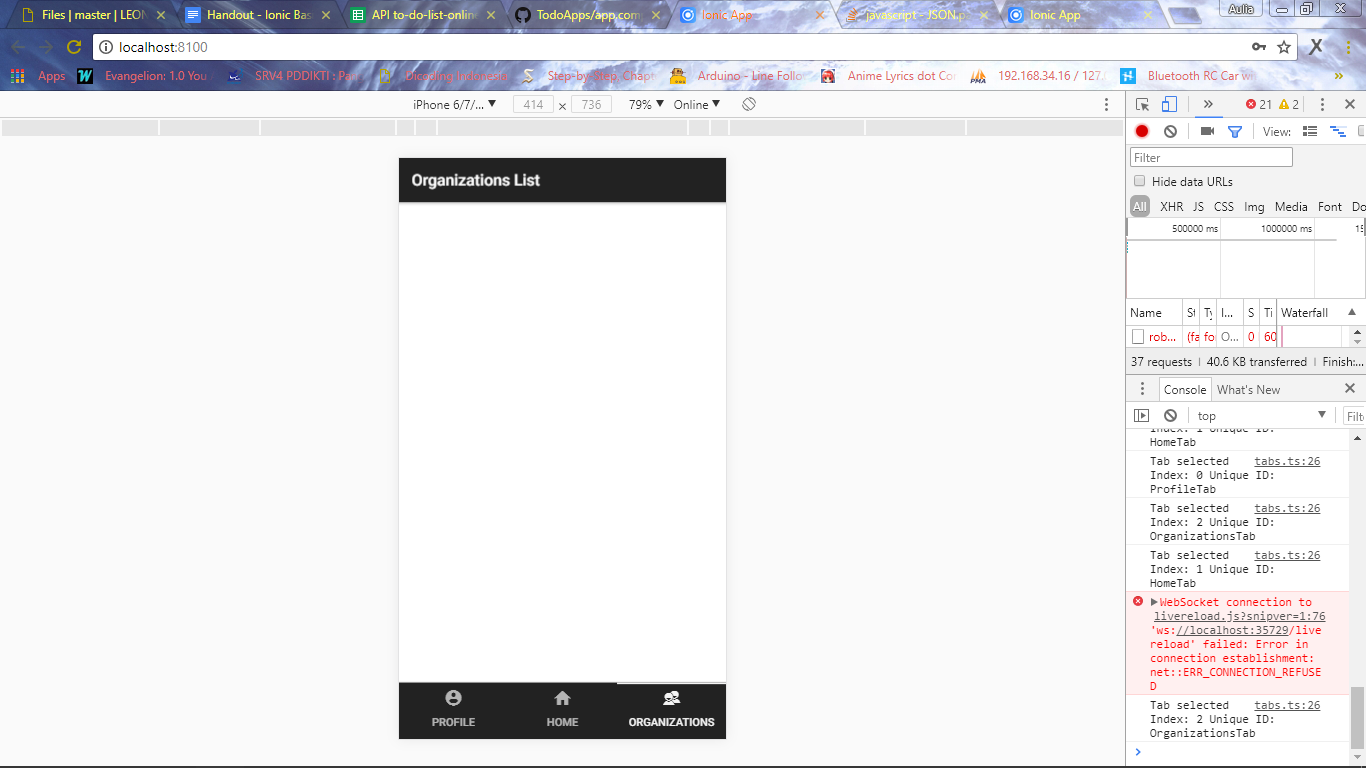 Files | master | LEON
Handout - Ionic Bas
API to-do-list-online
TodoApps/app.com
Ionic App
javascript - JSON.p
Ionic App
Aulia
localhost:8100
Apps
Evangelion: 1.0 You
SRV4 PDDIKTI : Pa
Dicoding Indonesia
Step-by-Step Chapt
Arduino - Line Follo
Anime Lyrics dot Co
192.168.34.16 / 127.
Bluetooth RC Car wi
»
iPhone 6/7/... ▼
414 x 736
79% ▼
Online ▼
» 21 2
View:
Filter
Hide data URLs
All XHR JS CSS Img Media Font Do
500000 ms 1000000 ms 15
Name St Ty I... S Ti Waterfall ▲
rob... (fa fo O... 0 60
37 requests | 40.6 KB transferred | Finish:...
Console What's New
top ▼ Filt
Index: 1 Unique ID:
HomeTab
Tab selected tabs.ts:26
Index: 0 Unique ID:
ProfileTab
Tab selected tabs.ts:26
Index: 2 Unique ID:
OrganizationsTab
Tab selected tabs.ts:26
Index: 1 Unique ID:
HomeTab
▶WebSocket connection to
livereload.js?snipver=1:76
'ws://localhost:35729/live
reload' failed: Error in
connection establishment:
net::ERR_CONNECTION_REFUSE
D
Tab selected tabs.ts:26
Index: 2 Unique ID:
OrganizationsTab
>
Organizations List
PROFILE
HOME
ORGANIZATIONS